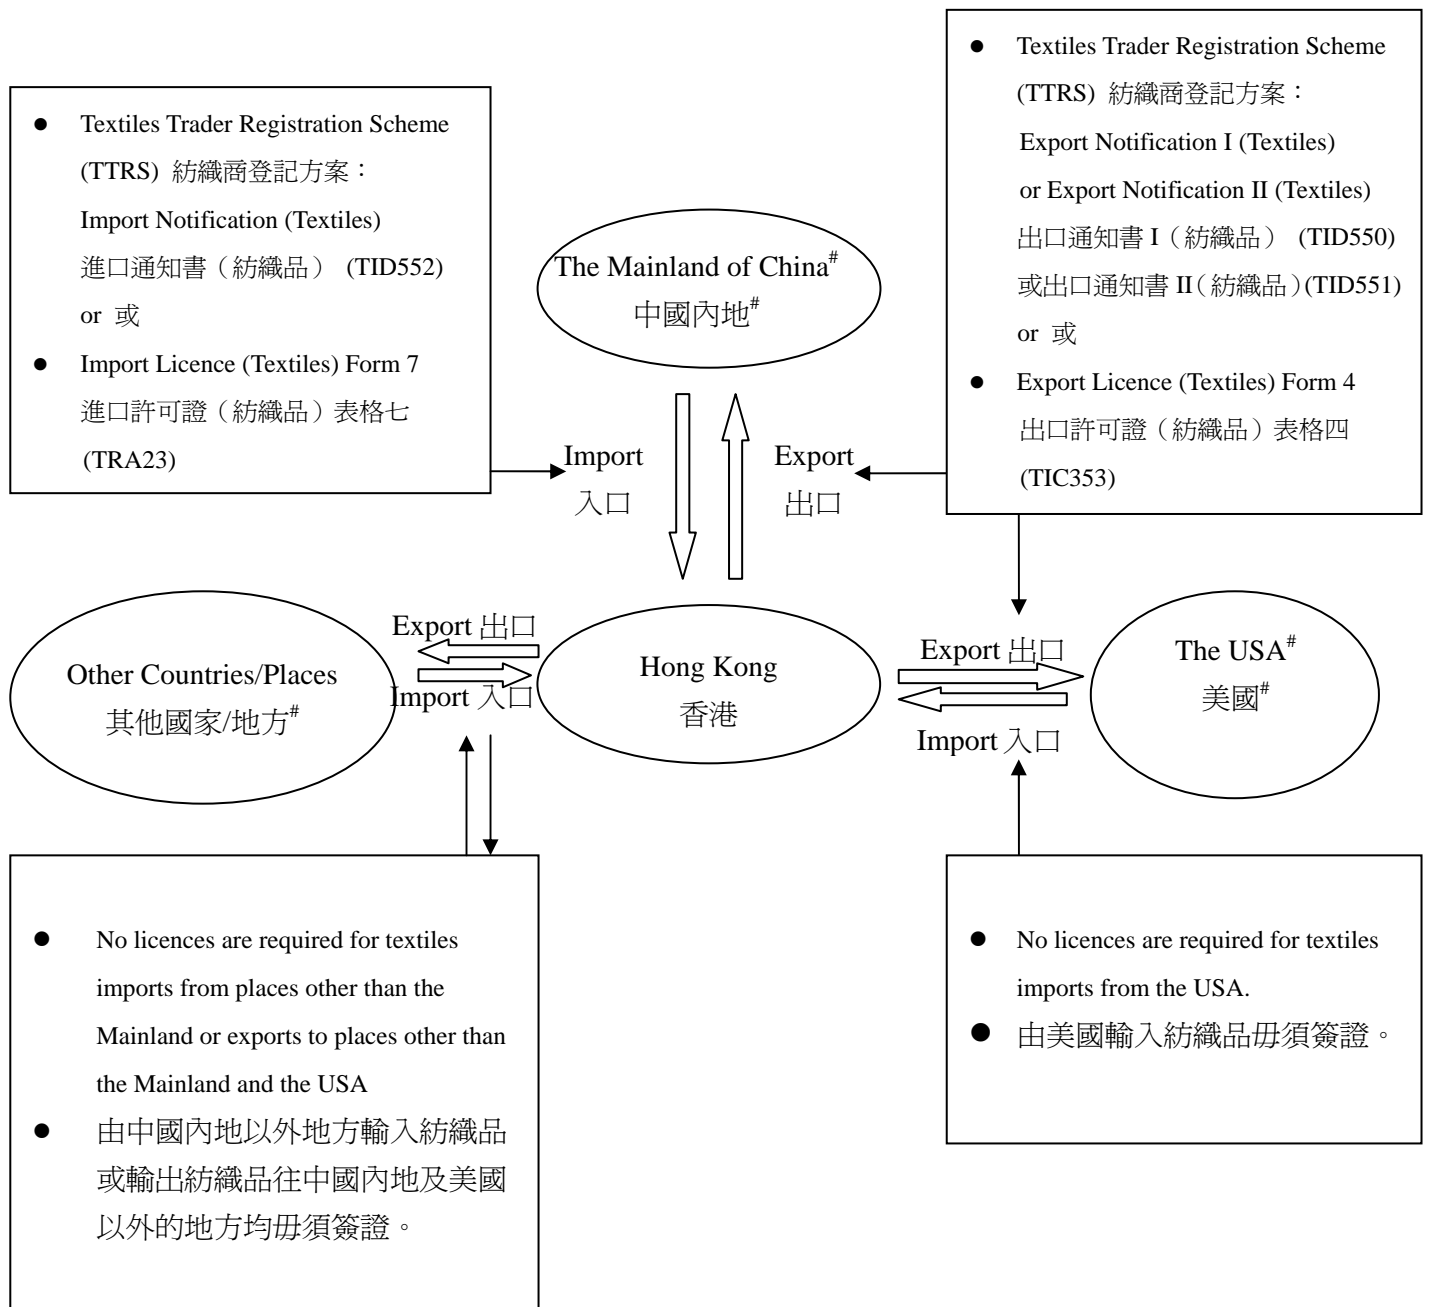 ● Textiles Trader Registration Scheme
(TTRS) 紡織商登記方案：
Import Notification (Textiles)
進口通知書（紡織品） (TID552)
or 或
● Import Licence (Textiles) Form 7
進口許可證（紡織品）表格七
(TRA23)
● Textiles Trader Registration Scheme
(TTRS) 紡織商登記方案：
Export Notification I (Textiles)
or Export Notification II (Textiles)
出口通知書 I（紡織品） (TID550)
或出口通知書 II（紡織品）(TID551)
or 或
● Export Licence (Textiles) Form 4
出口許可證（紡織品）表格四
(TIC353)
The Mainland of China#
中國內地#
Import
入口
Export
出口
Other Countries/Places
其他國家/地方#
Export 出口
Import 入口
Hong Kong
香港
Export 出口
Import 入口
The USA#
美國#
● No licences are required for textiles
imports from places other than the
Mainland or exports to places other than
the Mainland and the USA
● 由中國內地以外地方輸入紡織品
或輸出紡織品往中國內地及美國
以外的地方均毋須簽證。
● No licences are required for textiles
imports from the USA.
● 由美國輸入紡織品毋須簽證。